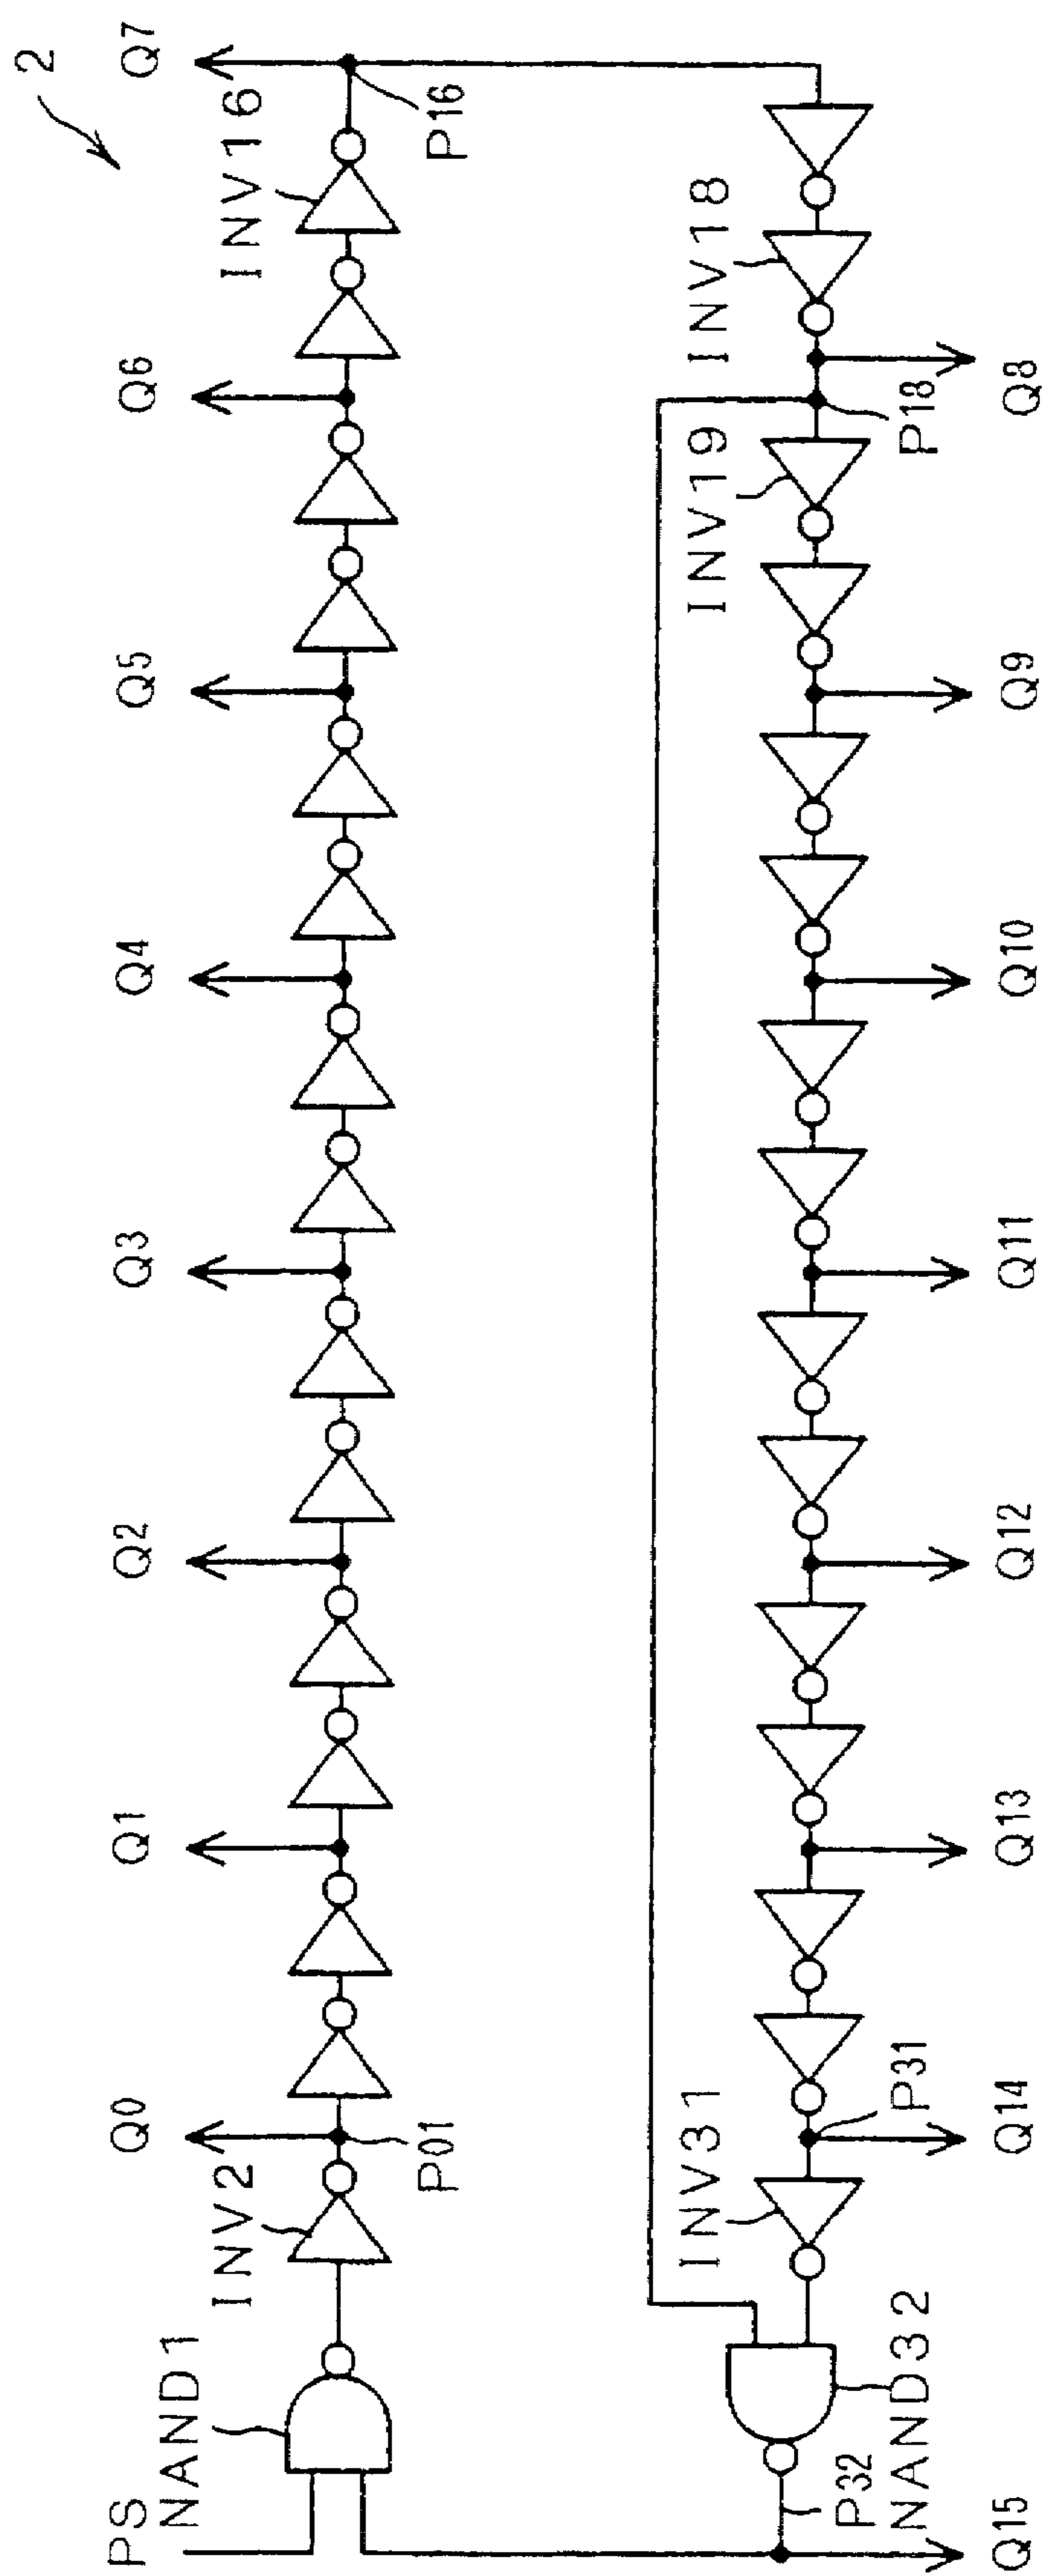 2
PS
NAND1
INV2
Q0
P01
Q1
Q2
Q3
Q4
Q5
Q6
INV16
Q7
P16
INV18
P18
Q8
INV19
Q9
Q10
Q11
Q12
Q13
P31
Q14
INV31
NAND32
P32
Q15